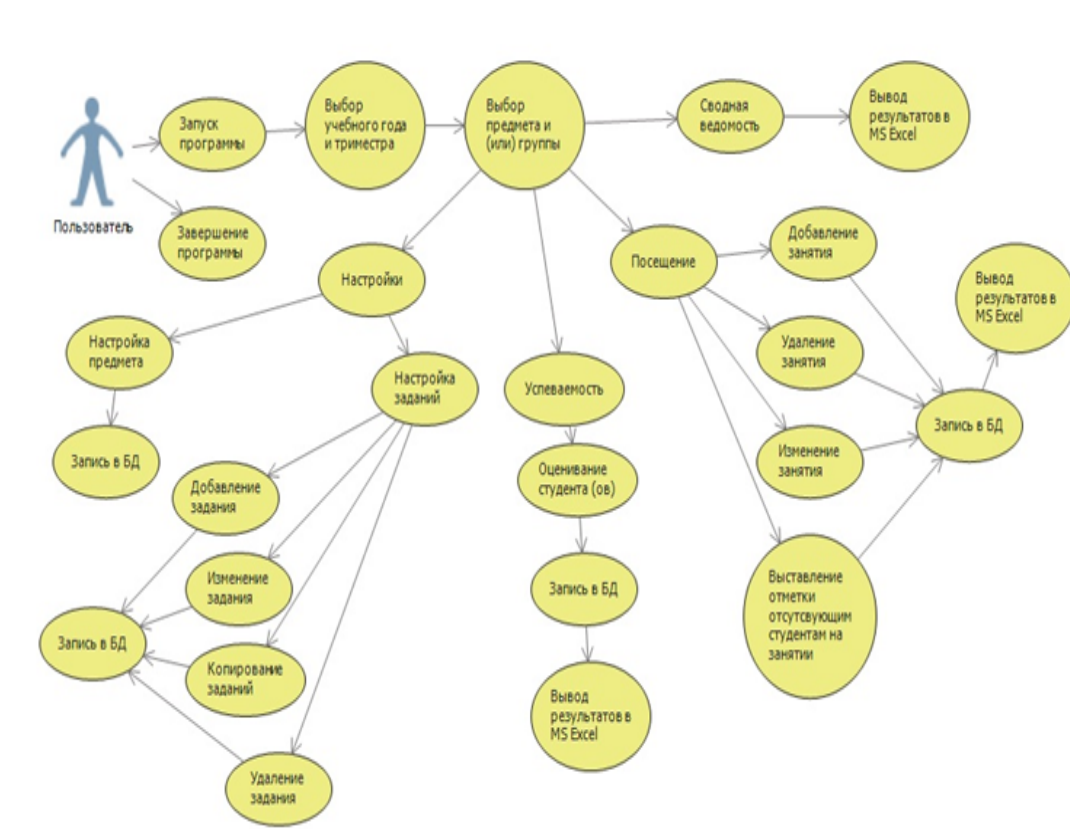 Запуск
программы
Выбор
учебного года
и триместра
Выбор
предмета и
(или) группы
Сводная
ведомость
Вывод
результатов в
MS Excel
Пользователь
Завершение
программы
Настройки
Посещение
Добавление
занятия
Вывод
результатов в
MS Excel
Настройка
предмета
Настройка
заданий
Успеваемость
Удаление
занятия
Запись в БД
Запись в БД
Добавление
задания
Оценивание
студента (ов)
Изменение
занятия
Изменение
задания
Запись в БД
Выставление
отметки
отсутсвующим
студентам на
занятии
Запись в БД
Копирование
заданий
Вывод
результатов в
MS Excel
Удаление
задания